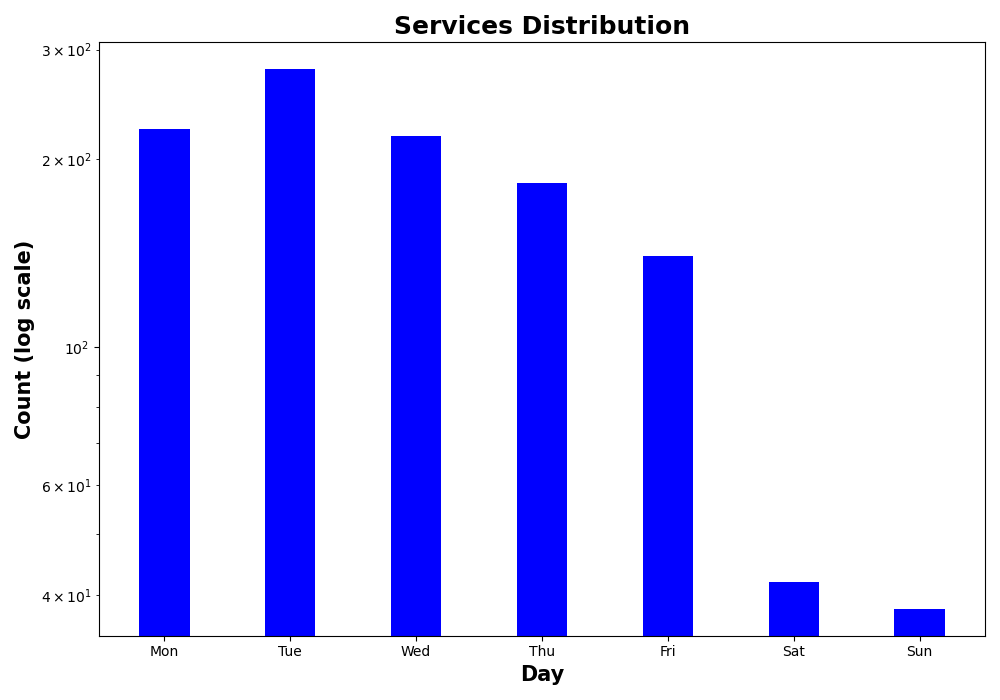 Services Distribution
Count (log scale)
3 × 10²
2 × 10²
10²
6 × 10¹
4 × 10¹
Mon Tue Wed Thu Fri Sat Sun
Day